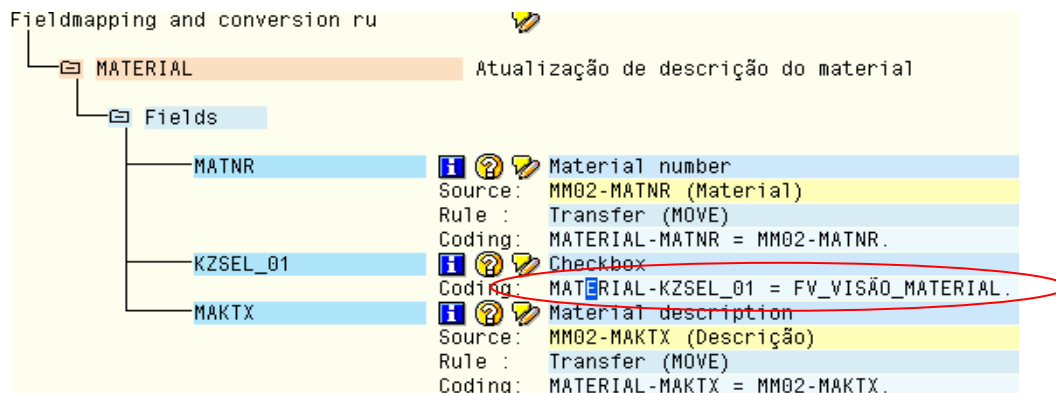 Fieldmapping and conversion ru
MATERIAL Atualização de descrição do material
Fields
MATNR Material number
Source: MM02-MATNR (Material)
Rule : Transfer (MOVE)
Coding: MATERIAL-MATNR = MM02-MATNR.
KZSEL_01 Checkbox
Coding: MATERIAL-KZSEL_01 = FV_VISÃO_MATERIAL.
MAKTX Material description
Source: MM02-MAKTX (Descrição)
Rule : Transfer (MOVE)
Coding: MATERIAL-MAKTX = MM02-MAKTX.